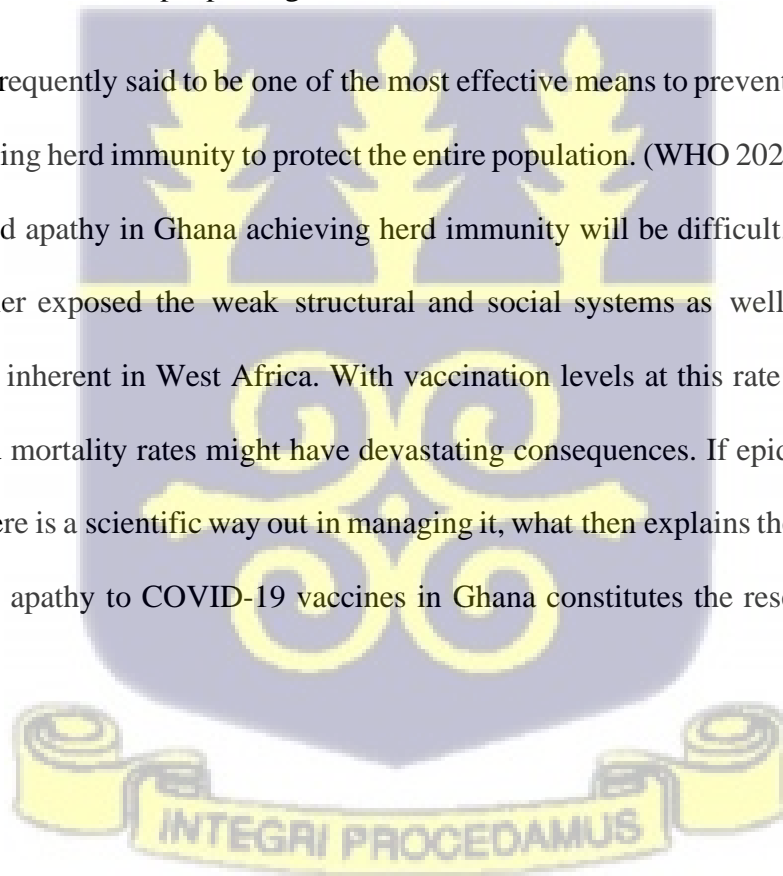 requently said to be one of the most effective means to prevent
ing herd immunity to protect the entire population. (WHO 202
d apathy in Ghana achieving herd immunity will be difficult
er exposed the weak structural and social systems as well
inherent in West Africa. With vaccination levels at this rate
mortality rates might have devastating consequences. If epid
ere is a scientific way out in managing it, what then explains the
apathy to COVID-19 vaccines in Ghana constitutes the res
INTEGRI PROCEDAMUS